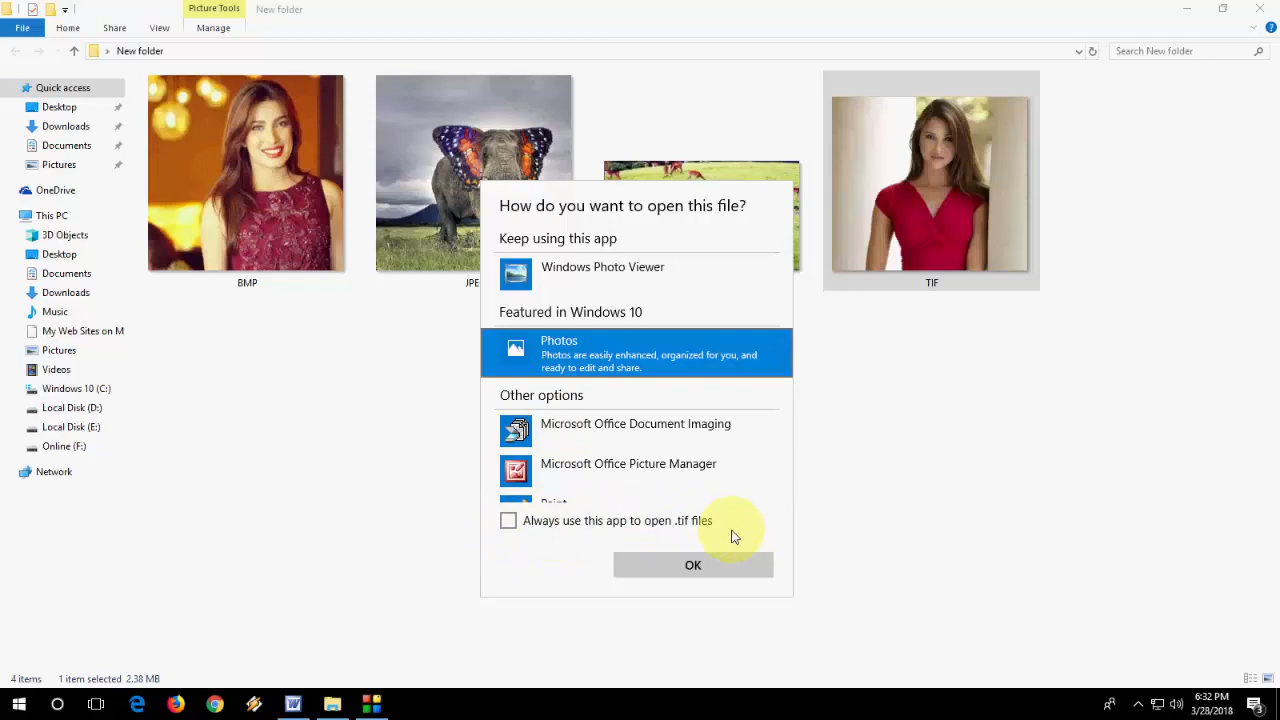 Picture Tools
New folder
File
Home
Share
View
Manage
New folder
Search New folder
Quick access
Desktop
Downloads
Documents
Pictures
OneDrive
This PC
3D Objects
Desktop
Documents
Downloads
Music
My Web Sites on M
Pictures
Videos
Windows 10 (C:)
Local Disk (D:)
Local Disk (E:)
Online (F:)
Network
BMP
JPE
TIF
How do you want to open this file?
Keep using this app
Windows Photo Viewer
Featured in Windows 10
Photos
Photos are easily enhanced, organized for you, and
ready to edit and share.
Other options
Microsoft Office Document Imaging
Microsoft Office Picture Manager
Paint
Always use this app to open .tif files
OK
4 items
1 item selected 2.38 MB
6:32 PM
3/28/2018
3